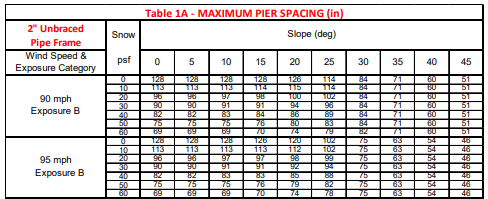 Table 1A - MAXIMUM PIER SPACING (in)
2" Unbraced Pipe Frame Snow Slope (deg)
Wind Speed & Exposure Category psf 0 5 10 15 20 25 30 35 40 45
90 mph Exposure B
0 128 128 128 128 126 114 84 71 60 51
10 113 113 113 114 115 114 84 71 60 51
20 96 96 97 98 100 102 84 71 60 51
30 90 90 91 91 94 96 84 71 60 51
40 82 82 83 84 86 89 84 71 60 51
50 75 75 75 76 80 83 84 71 60 51
60 69 69 69 70 74 79 82 71 60 51
95 mph Exposure B
0 128 128 128 126 120 102 75 63 54 46
10 113 113 113 113 112 102 75 63 54 46
20 96 96 97 97 98 99 75 63 54 46
30 90 90 91 91 92 94 75 63 54 46
40 82 82 83 83 85 88 75 63 54 46
50 75 75 76 76 79 82 75 63 54 46
60 69 69 69 70 74 78 75 63 54 46